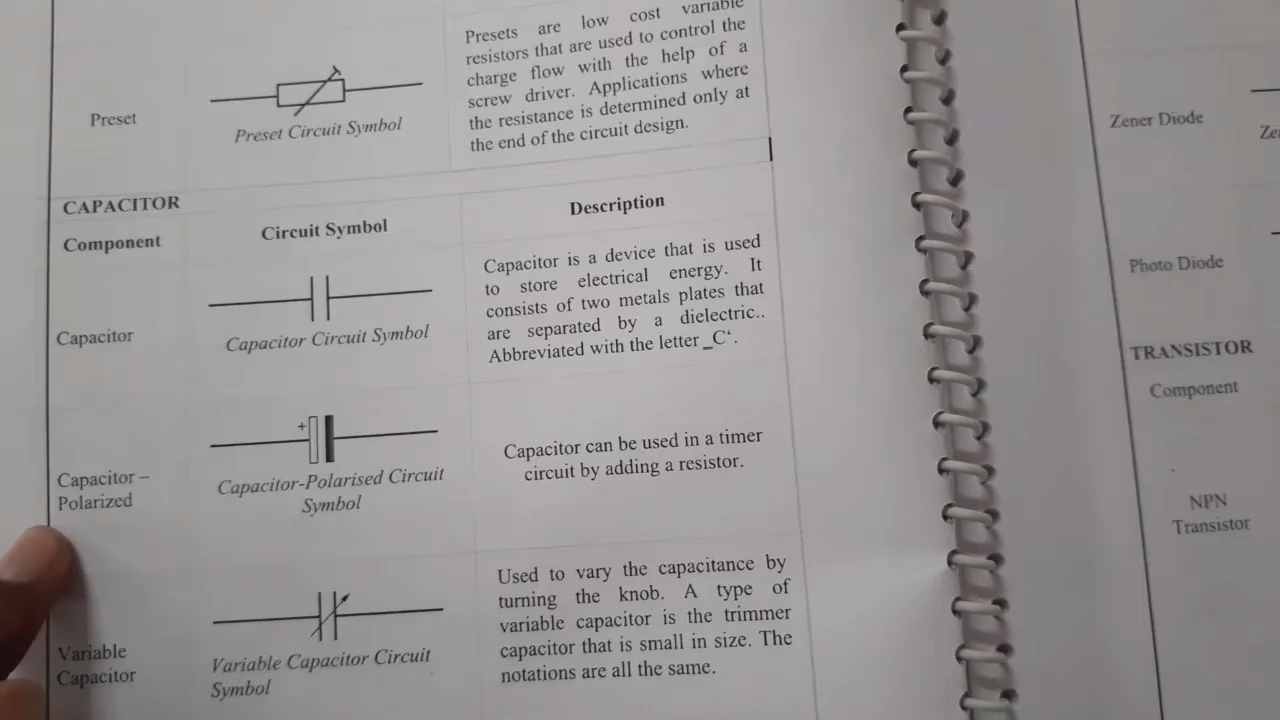 Presets are low cost variable
resistors that are used to control the
charge flow with the help of a
screw driver. Applications where
the resistance is determined only at
the end of the circuit design.
Preset
Preset Circuit Symbol
CAPACITOR
Component
Circuit Symbol
Description
Capacitor
Capacitor Circuit Symbol
Capacitor is a device that is used
to store electrical energy. It
consists of two metals plates that
are separated by a dielectric..
Abbreviated with the letter _C‘.
Capacitor –
Polarized
+
Capacitor-Polarised Circuit
Symbol
Capacitor can be used in a timer
circuit by adding a resistor.
Variable
Capacitor
Variable Capacitor Circuit
Symbol
Used to vary the capacitance by
turning the knob. A type of
variable capacitor is the trimmer
capacitor that is small in size. The
notations are all the same.
Zener Diode
Photo Diode
TRANSISTOR
Component
NPN
Transistor